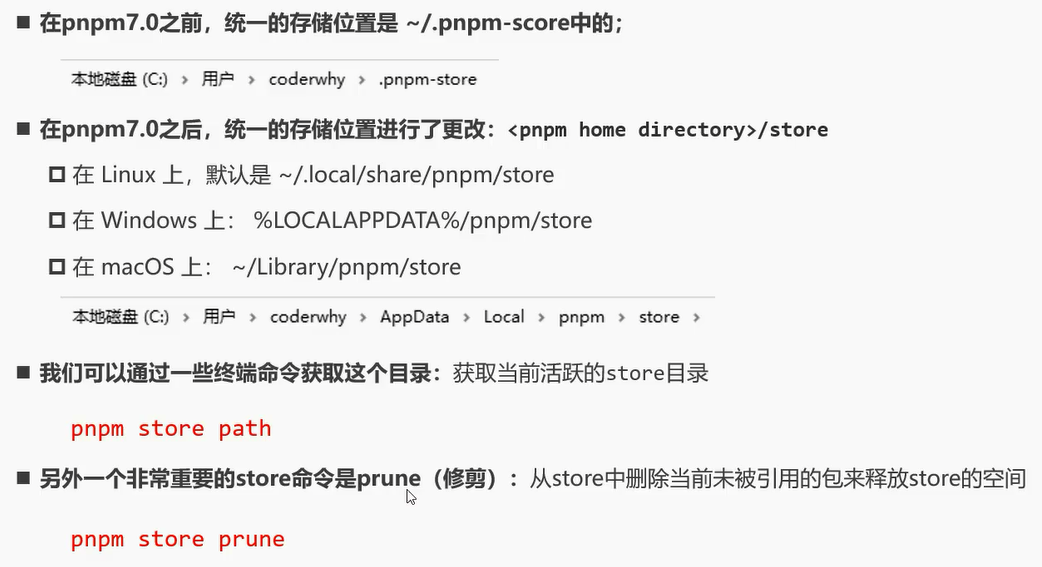 ■ 在pnpm7.0之前，统一的存储位置是 ~/.pnpm-score中的；
本地磁盘 (C:) › 用户 › coderwhy › .pnpm-store
■ 在pnpm7.0之后，统一的存储位置进行了更改：<pnpm home directory>/store
在 Linux 上，默认是 ~/.local/share/pnpm/store
在 Windows 上： %LOCALAPPDATA%/pnpm/store
在 macOS 上： ~/Library/pnpm/store
本地磁盘 (C:) › 用户 › coderwhy › AppData › Local › pnpm › store ›
■ 我们可以通过一些终端命令获取这个目录：获取当前活跃的store目录
pnpm store path
■ 另外一个非常重要的store命令是prune（修剪）：从store中删除当前未被引用的包来释放store的空间
pnpm store prune